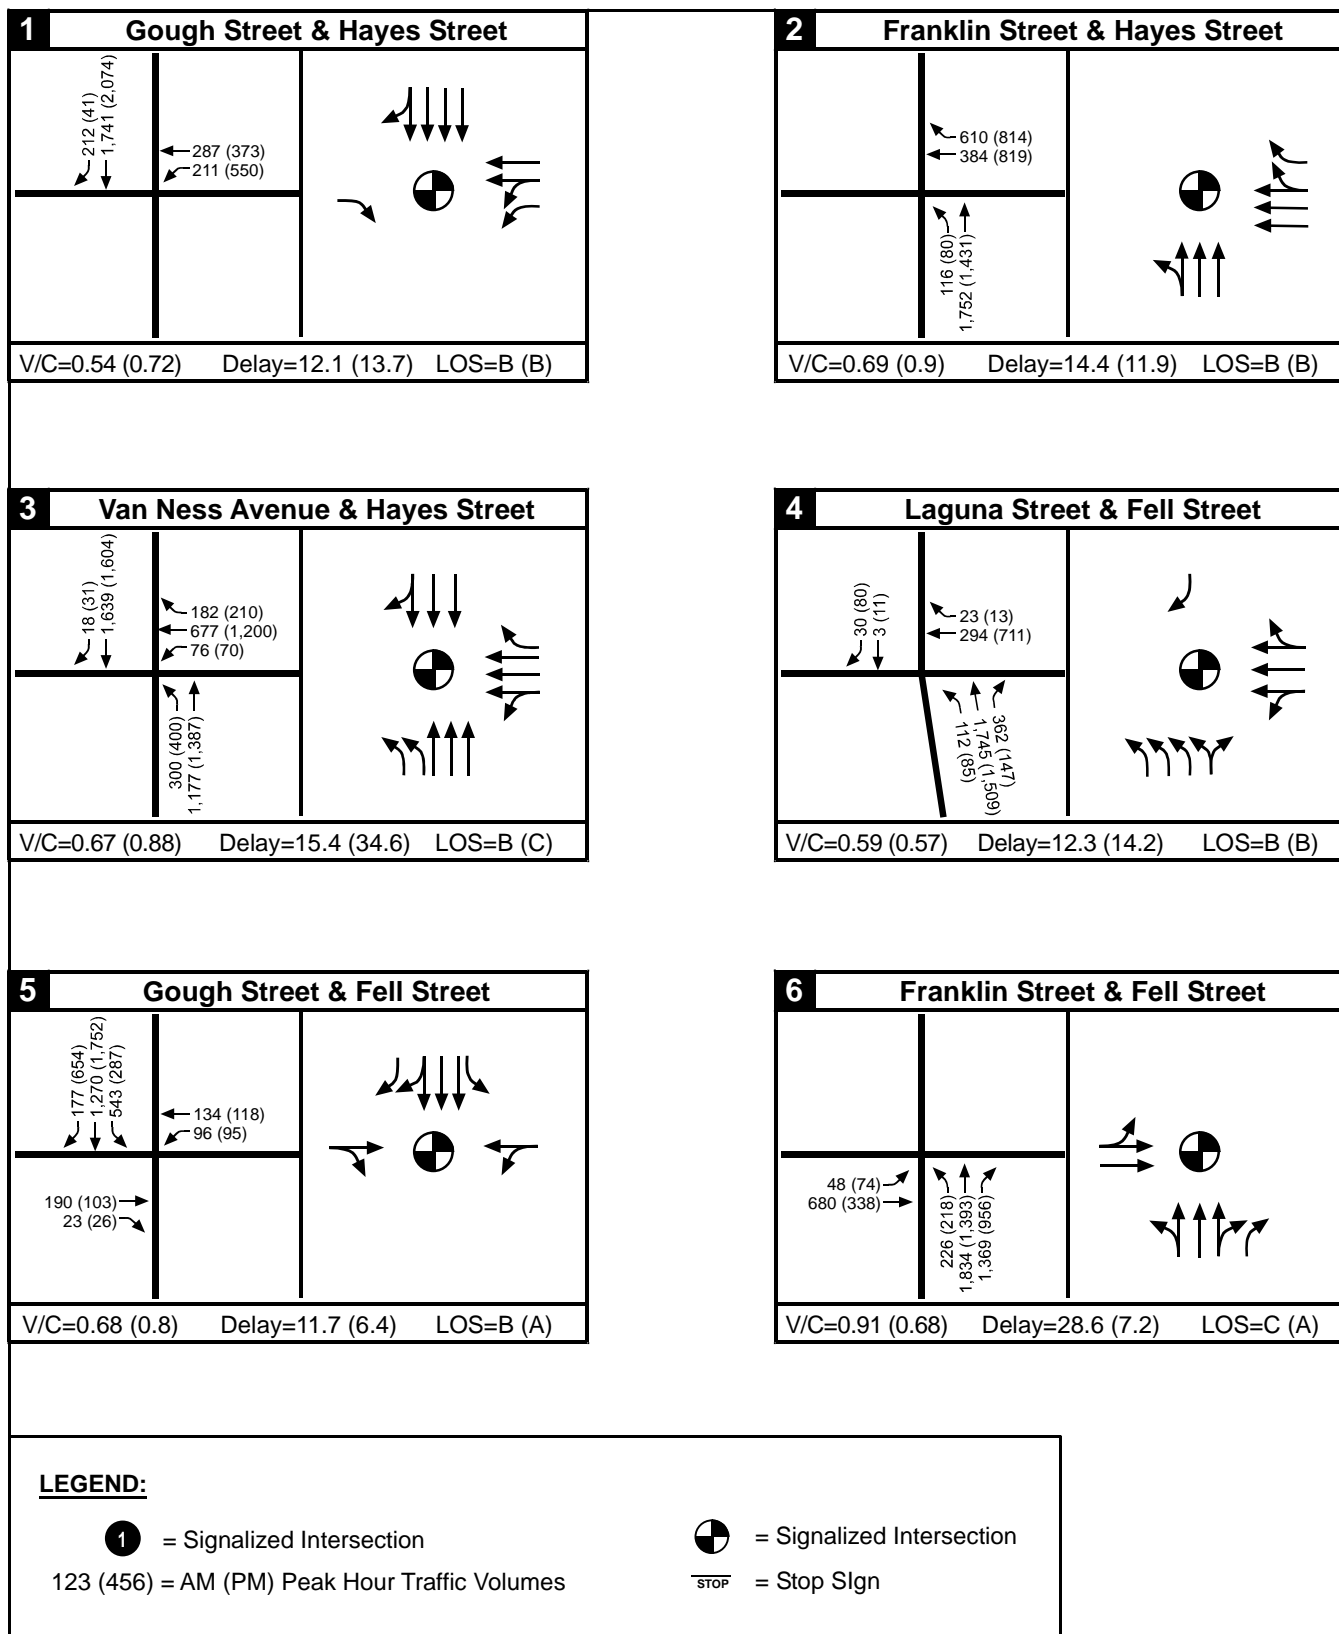 1 Gough Street & Hayes Street
212 (41)
1,741 (2,074)
287 (373)
211 (550)
V/C=0.54 (0.72) Delay=12.1 (13.7) LOS=B (B)
2 Franklin Street & Hayes Street
610 (814)
384 (819)
116 (80)
1,752 (1,431)
V/C=0.69 (0.9) Delay=14.4 (11.9) LOS=B (B)
3 Van Ness Avenue & Hayes Street
18 (31)
1,639 (1,604)
182 (210)
677 (1,200)
76 (70)
300 (400)
1,177 (1,387)
V/C=0.67 (0.88) Delay=15.4 (34.6) LOS=B (C)
4 Laguna Street & Fell Street
30 (80)
3 (11)
23 (13)
294 (711)
112 (85)
1,745 (1,509)
362 (147)
V/C=0.59 (0.57) Delay=12.3 (14.2) LOS=B (B)
5 Gough Street & Fell Street
177 (654)
1,270 (1,752)
543 (287)
134 (118)
96 (95)
190 (103)
23 (26)
V/C=0.68 (0.8) Delay=11.7 (6.4) LOS=B (A)
6 Franklin Street & Fell Street
48 (74)
680 (338)
226 (218)
1,834 (1,393)
1,369 (956)
V/C=0.91 (0.68) Delay=28.6 (7.2) LOS=C (A)
LEGEND:
1 = Signalized Intersection
= Signalized Intersection
123 (456) = AM (PM) Peak Hour Traffic Volumes
STOP = Stop SIgn